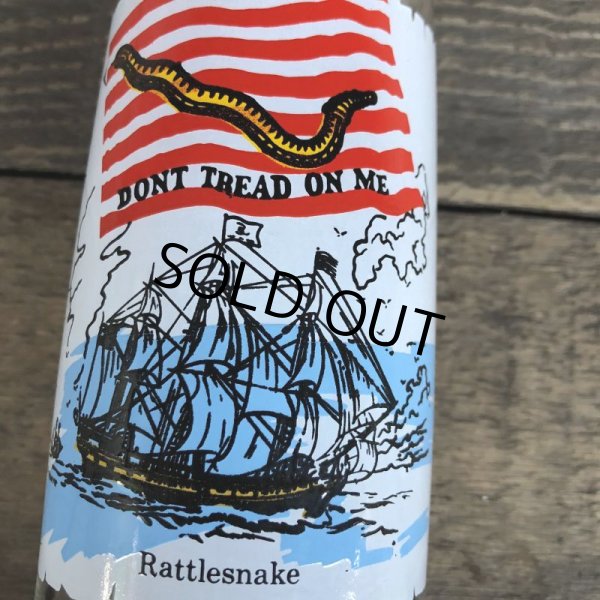 DONT TREAD ON ME
SOLD OUT
Rattlesnake